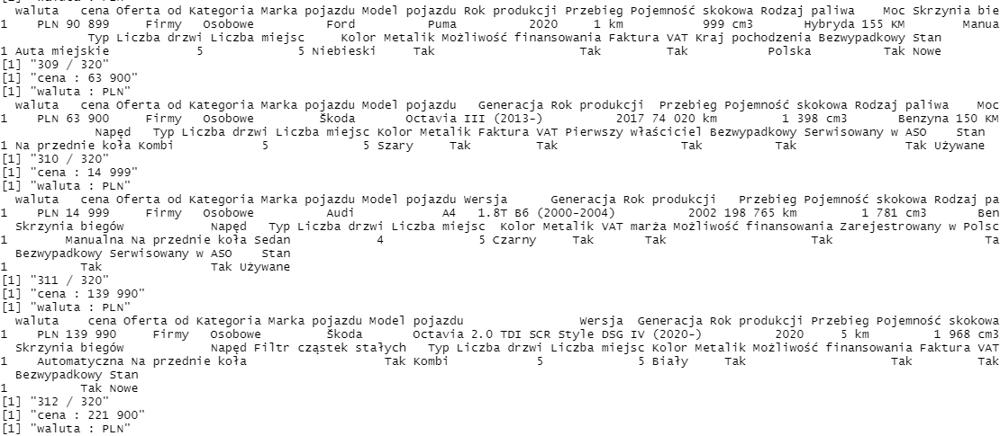 [1] "waluta : PLN"
waluta cena Oferta od Kategoria Marka pojazdu Model pojazdu Rok produkcji Przebieg Pojemność skokowa Rodzaj paliwa Moc Skrzynia bie
1 PLN 90 899 Firmy Osobowe Ford Puma 2020 1 km 999 cm3 Hybryda 155 KM Manua
Typ Liczba drzwi Liczba miejsc Kolor Metalik Możliwość finansowania Faktura VAT Kraj pochodzenia Bezwypadkowy Stan
1 Auta miejskie 5 5 Niebieski Tak Tak Tak Polska Tak Nowe
[1] "309 / 320"
[1] "cena : 63 900"
[1] "waluta : PLN"
waluta cena Oferta od Kategoria Marka pojazdu Model pojazdu Generacja Rok produkcji Przebieg Pojemność skokowa Rodzaj paliwa Moc
1 PLN 63 900 Firmy Osobowe Škoda Octavia III (2013-) 2017 74 020 km 1 398 cm3 Benzyna 150 KM
Napęd Typ Liczba drzwi Liczba miejsc Kolor Metalik Faktura VAT Pierwszy właściciel Bezwypadkowy Serwisowany w ASO Stan
1 Na przednie koła Kombi 5 5 Szary Tak Tak Tak Tak Tak Używane
[1] "310 / 320"
[1] "cena : 14 999"
[1] "waluta : PLN"
waluta cena Oferta od Kategoria Marka pojazdu Model pojazdu Wersja Generacja Rok produkcji Przebieg Pojemność skokowa Rodzaj pa
1 PLN 14 999 Firmy Osobowe Audi A4 1.8T B6 (2000-2004) 2002 198 765 km 1 781 cm3 Ben
Skrzynia biegów Napęd Typ Liczba drzwi Liczba miejsc Kolor Metalik VAT marża Możliwość finansowania Zarejestrowany w Polsc
1 Manualna Na przednie koła Sedan 4 5 Czarny Tak Tak Tak Ta
Bezwypadkowy Serwisowany w ASO Stan
1 Tak Tak Używane
[1] "311 / 320"
[1] "cena : 139 990"
[1] "waluta : PLN"
waluta cena Oferta od Kategoria Marka pojazdu Model pojazdu Wersja Generacja Rok produkcji Przebieg Pojemność skokowa
1 PLN 139 990 Firmy Osobowe Škoda Octavia 2.0 TDI SCR Style DSG IV (2020-) 2020 5 km 1 968 cm3
Skrzynia biegów Napęd Filtr cząstek stałych Typ Liczba drzwi Liczba miejsc Kolor Metalik Możliwość finansowania Faktura VAT
1 Automatyczna Na przednie koła Tak Kombi 5 5 Biały Tak Tak Tak
Bezwypadkowy Stan
1 Tak Nowe
[1] "312 / 320"
[1] "cena : 221 900"
[1] "waluta : PLN"